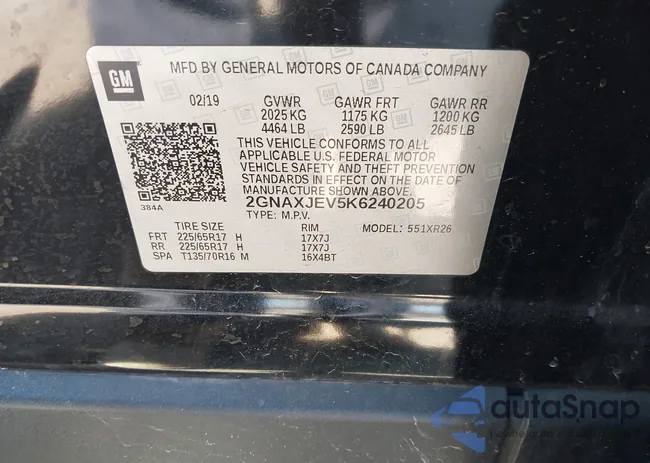 GM
MFD BY GENERAL MOTORS OF CANADA COMPANY
02/19 GVWR GAWR FRT GAWR RR
2025 KG 1175 KG 1200 KG
4464 LB 2590 LB 2645 LB
THIS VEHICLE CONFORMS TO ALL
APPLICABLE U.S. FEDERAL MOTOR
VEHICLE SAFETY AND THEFT PREVENTION
STANDARDS IN EFFECT ON THE DATE OF
MANUFACTURE SHOWN ABOVE.
384A
2GNAXJEV5K6240205
TYPE: M.P.V. MODEL: 551XR26
TIRE SIZE RIM
FRT 225/65R17 H 17X7J
RR 225/65R17 H 17X7J
SPA T135/70R16 M 16X4BT
autaSnap